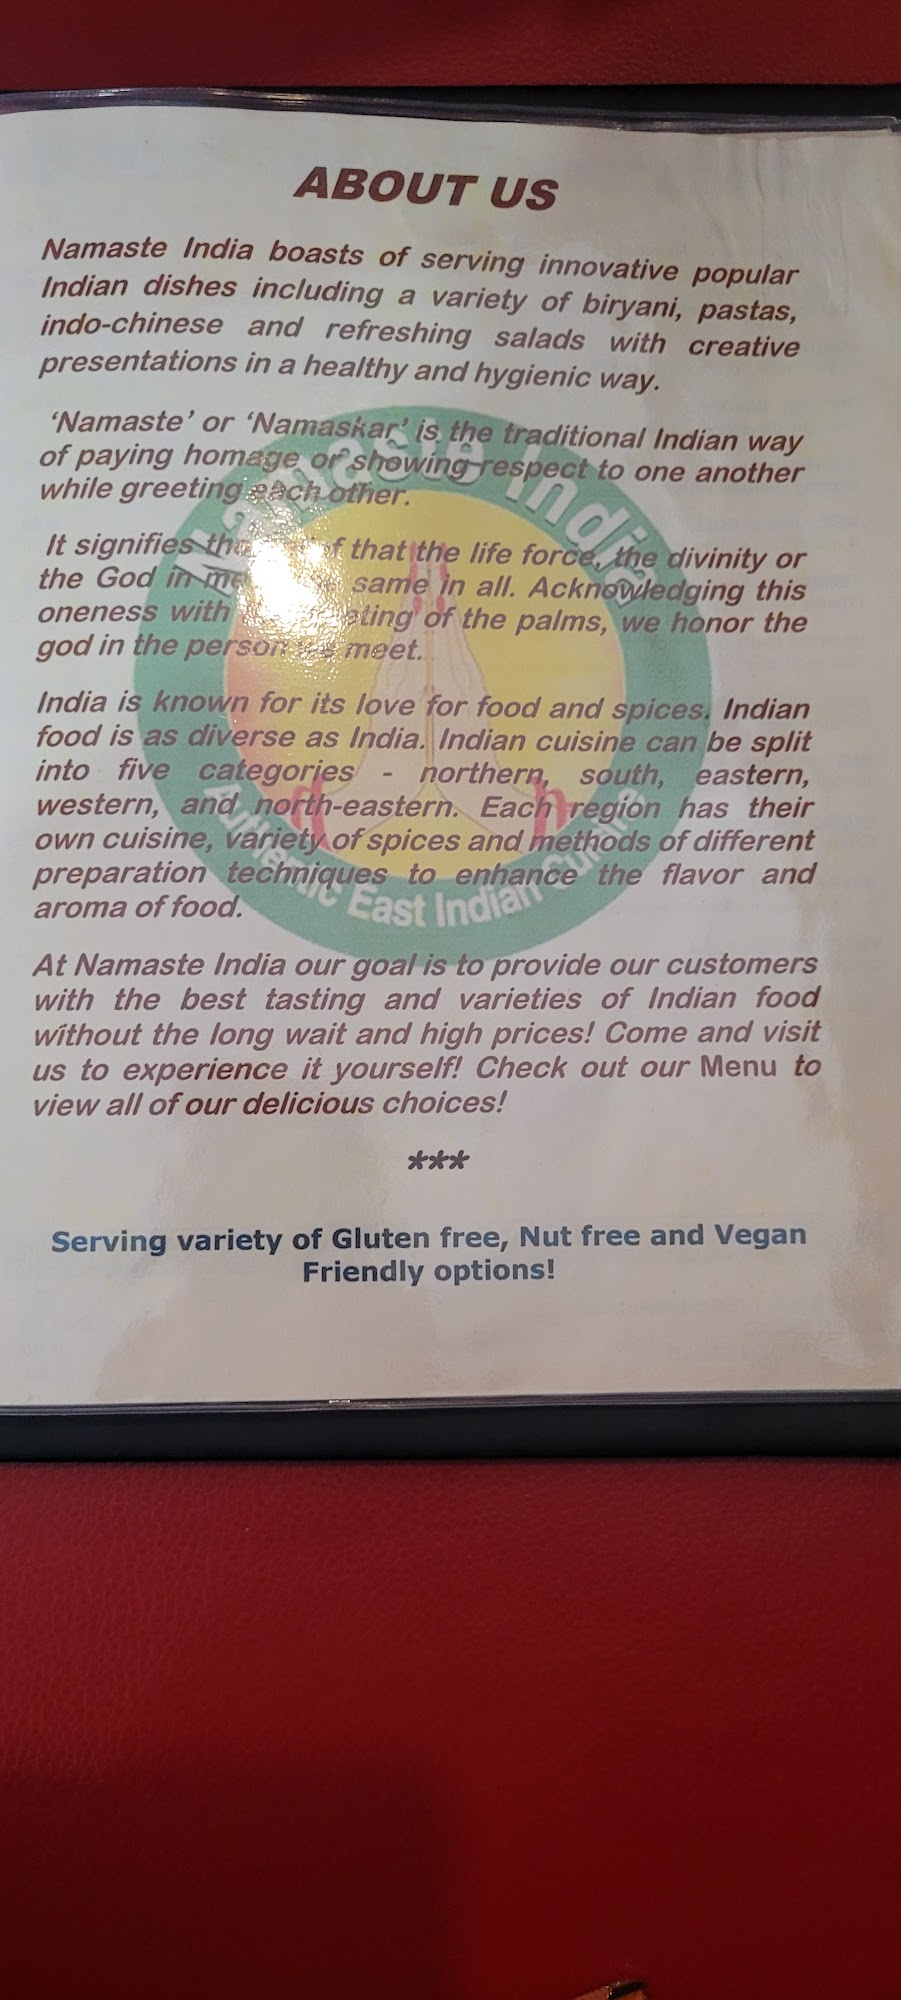 ABOUT US
Namaste India boasts of serving innovative popular
Indian dishes including a variety of biryani, pastas,
indo-chinese and refreshing salads with creative
presentations in a healthy and hygienic way.
‘Namaste’ or ‘Namaskar’ is the traditional Indian way
of paying homage or showing respect to one another
while greeting each other.
It signifies that the life force, the divinity or
the God in me same in all. Acknowledging this
oneness with of the palms, we honor the
god in the person we meet.
India is known for its love for food and spices. Indian
food is as diverse as India. Indian cuisine can be split
into five categories - northern, south, eastern,
western, and north-eastern. Each region has their
own cuisine, variety of spices and methods of different
preparation techniques to enhance the flavor and
aroma of food.
At Namaste India our goal is to provide our customers
with the best tasting and varieties of Indian food
without the long wait and high prices! Come and visit
us to experience it yourself! Check out our Menu to
view all of our delicious choices!
***
Serving variety of Gluten free, Nut free and Vegan
Friendly options!
Namaste India
Authentic East Indian Cuisine